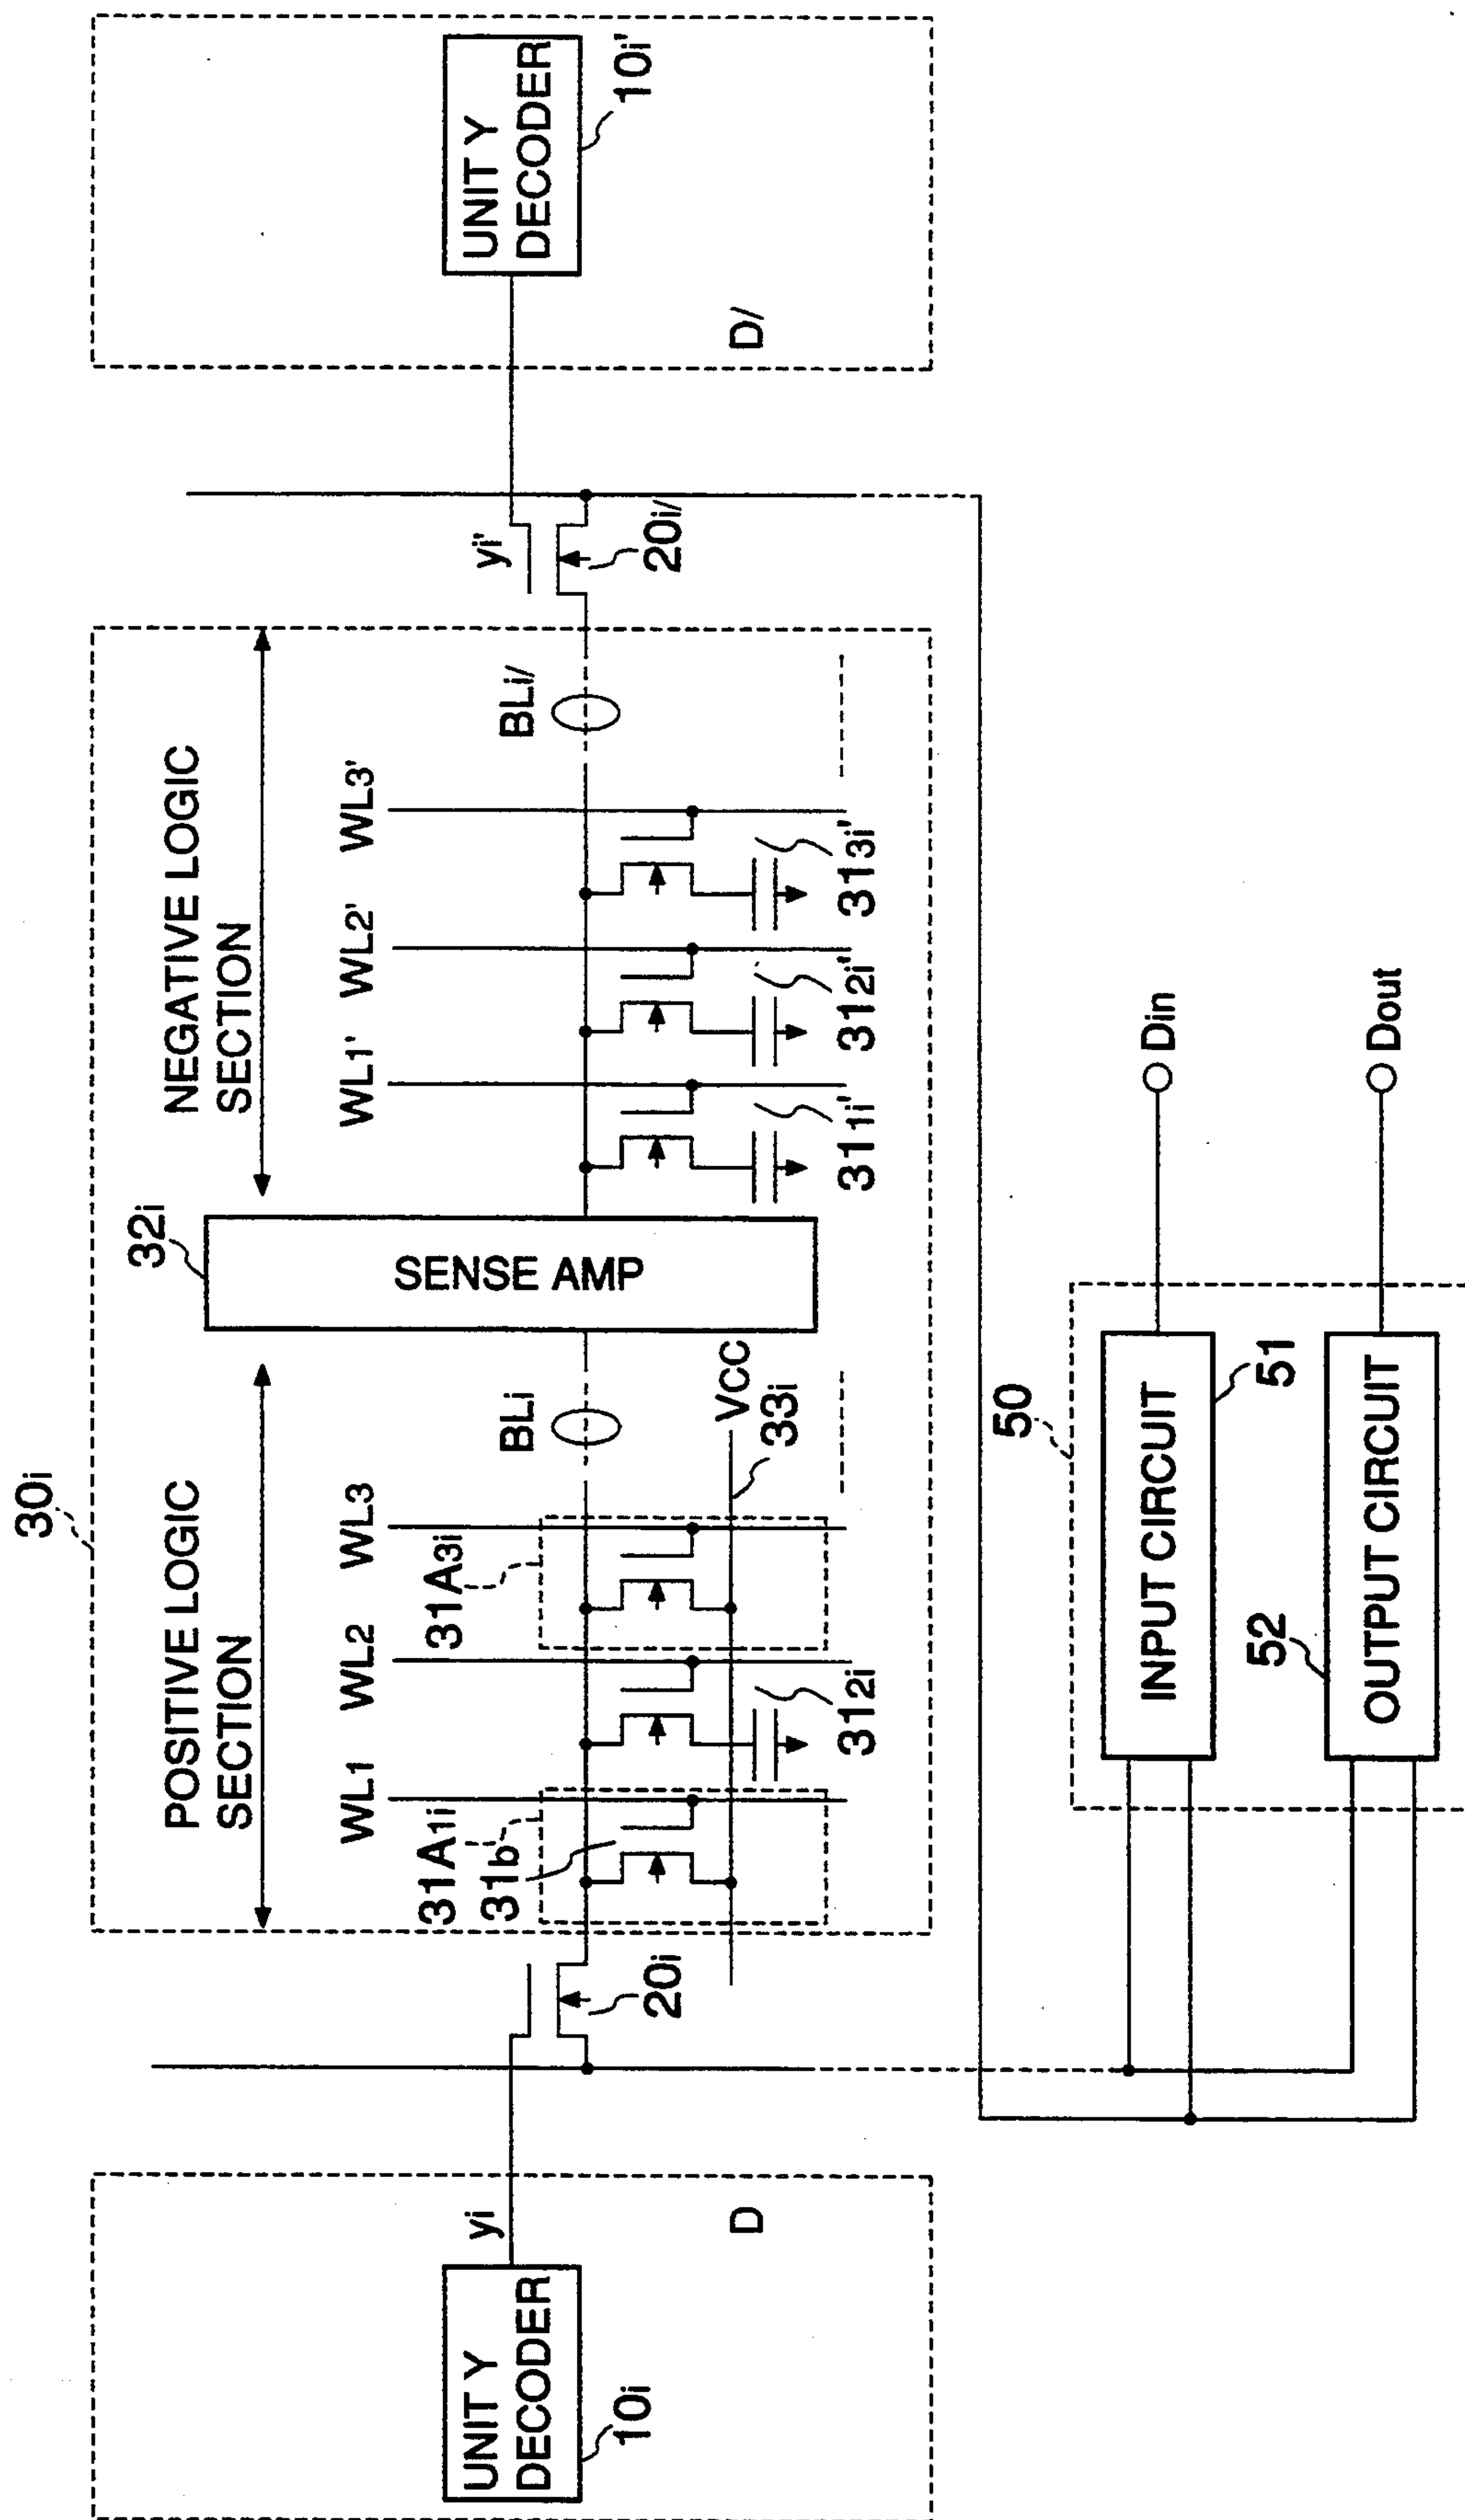 30i
POSITIVE LOGIC
SECTION
NEGATIVE LOGIC
SECTION
32i
SENSE AMP
WL1
WL2
WL3
WL1'
WL2'
WL3'
31A1i
31b
31A3i
BLi
BLi/
312i
VCC
33i
311i'
312i'
313i'
UNIT Y
DECODER
10i
yi
D
20i
yi'
20i/
UNIT Y
DECODER
10i'
D/
50
INPUT CIRCUIT
51
Din
52
OUTPUT CIRCUIT
Dout